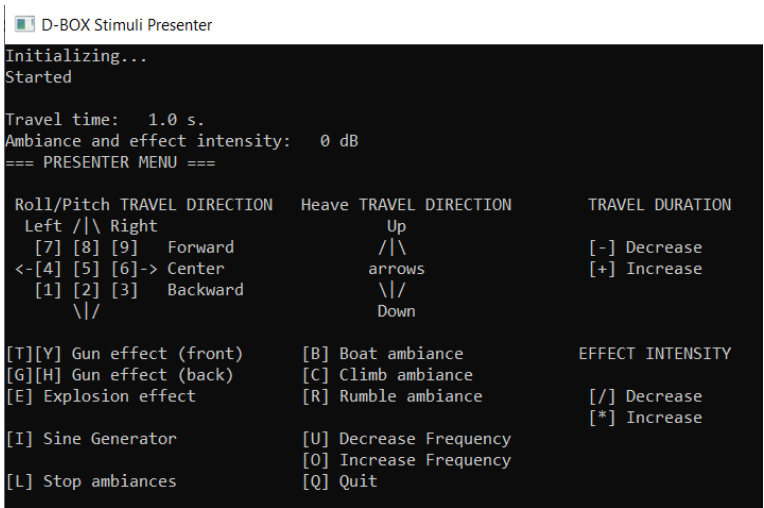 D-BOX Stimuli Presenter
Initializing...
Started
Travel time:   1.0 s.
Ambiance and effect intensity:   0 dB
=== PRESENTER MENU ===
 Roll/Pitch TRAVEL DIRECTION   Heave TRAVEL DIRECTION        TRAVEL DURATION
  Left /|\ Right                        Up
   [7] [8] [9]   Forward               /|\                   [-] Decrease
 <-[4] [5] [6]-> Center               arrows                 [+] Increase
   [1] [2] [3]   Backward              \|/
       \|/                             Down
[T][Y] Gun effect (front)      [B] Boat ambiance            EFFECT INTENSITY
[G][H] Gun effect (back)       [C] Climb ambiance
[E] Explosion effect           [R] Rumble ambiance           [/] Decrease
                                                             [*] Increase
[I] Sine Generator             [U] Decrease Frequency
                               [O] Increase Frequency
[L] Stop ambiances             [Q] Quit